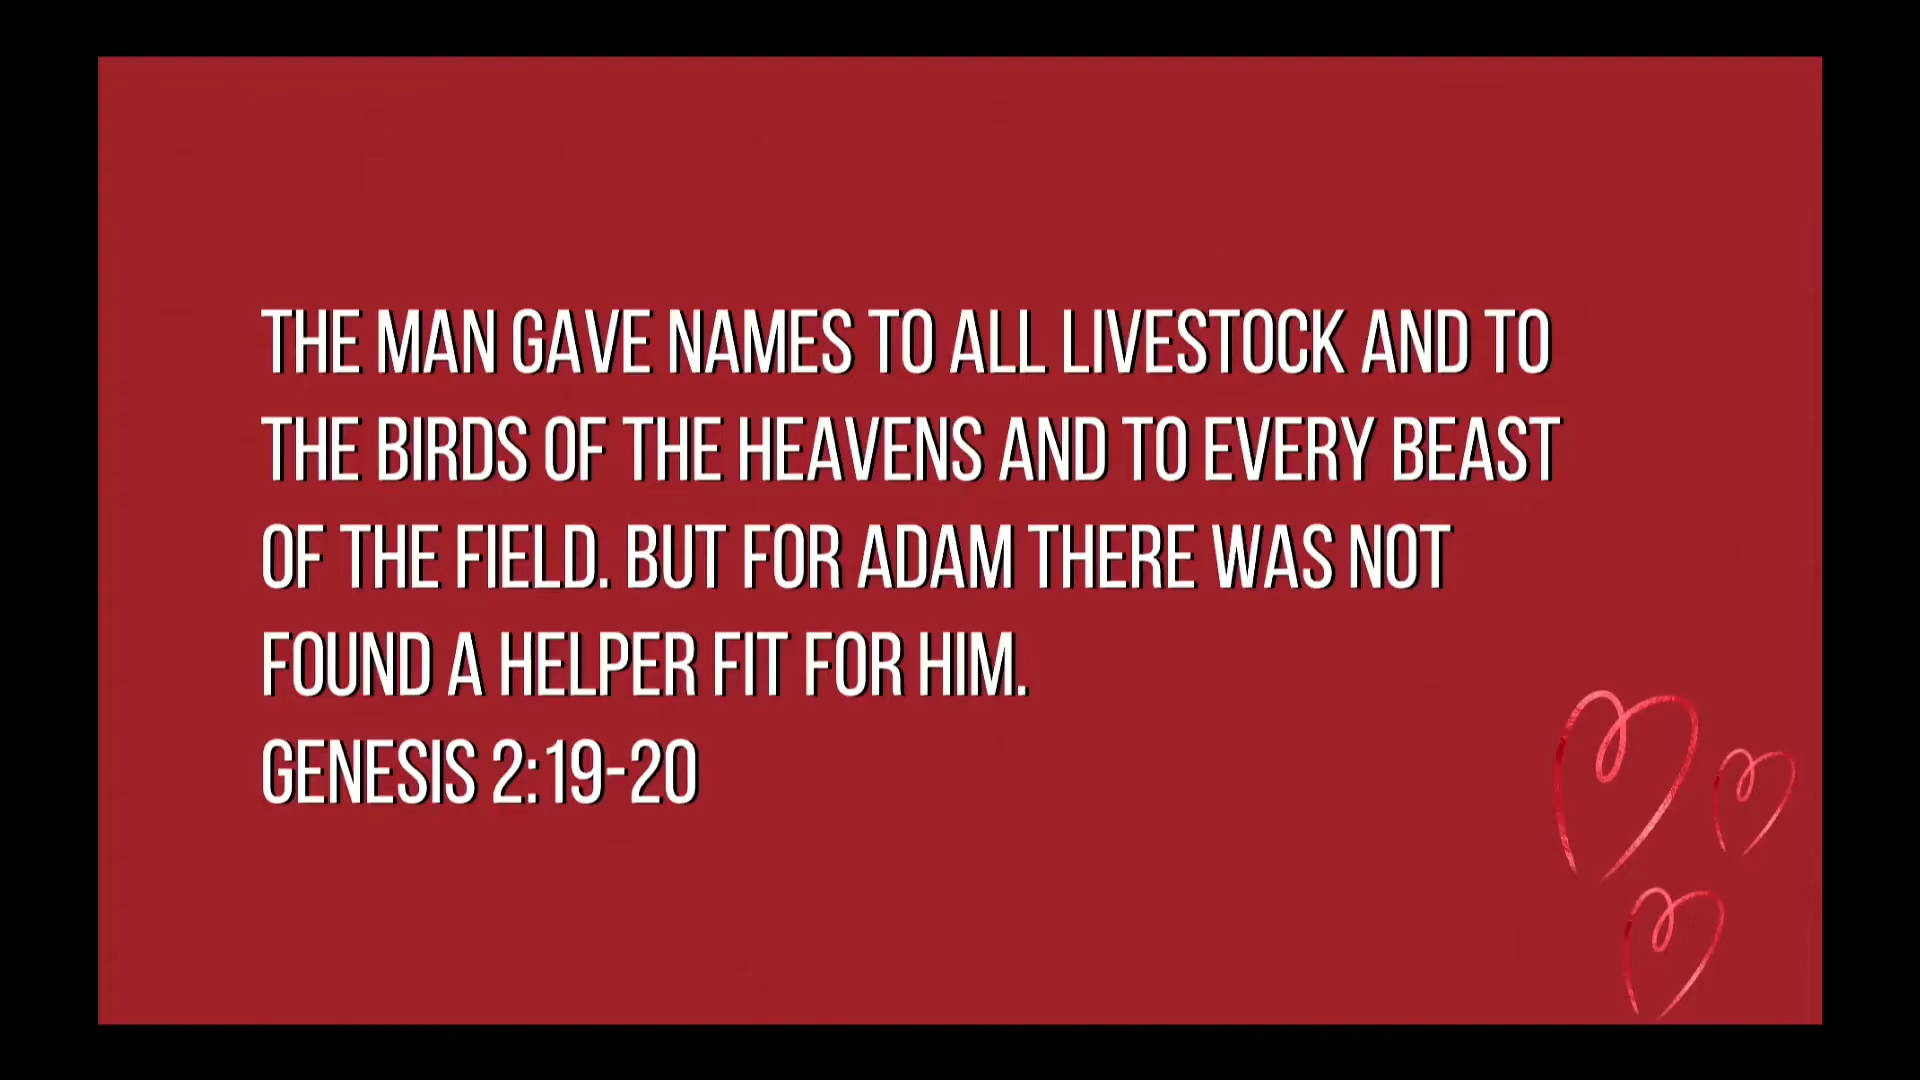 THE MAN GAVE NAMES TO ALL LIVESTOCK AND TO
THE BIRDS OF THE HEAVENS AND TO EVERY BEAST
OF THE FIELD. BUT FOR ADAM THERE WAS NOT
FOUND A HELPER FIT FOR HIM.
GENESIS 2:19-20